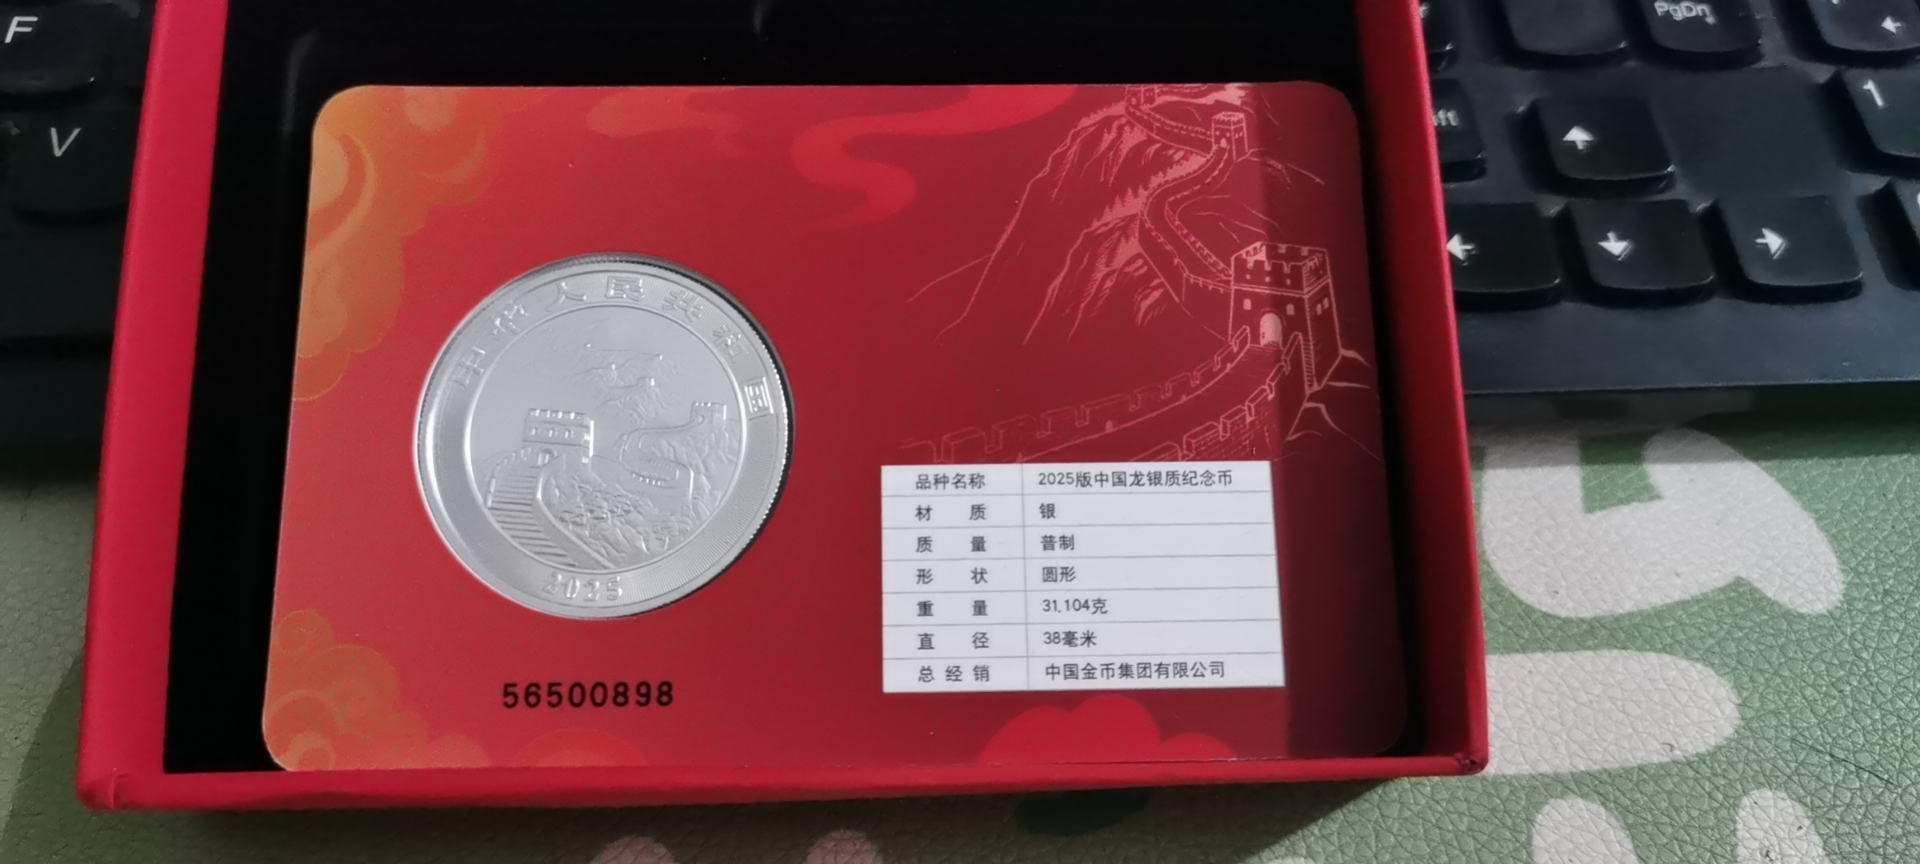 F
PgDn
1
V
中华人民共和国
2025
56500898
品种名称 2025版中国龙银质纪念币
材 质 银
质 量 普制
形 状 圆形
重 量 31.104克
直 径 38毫米
总 经 销 中国金币集团有限公司